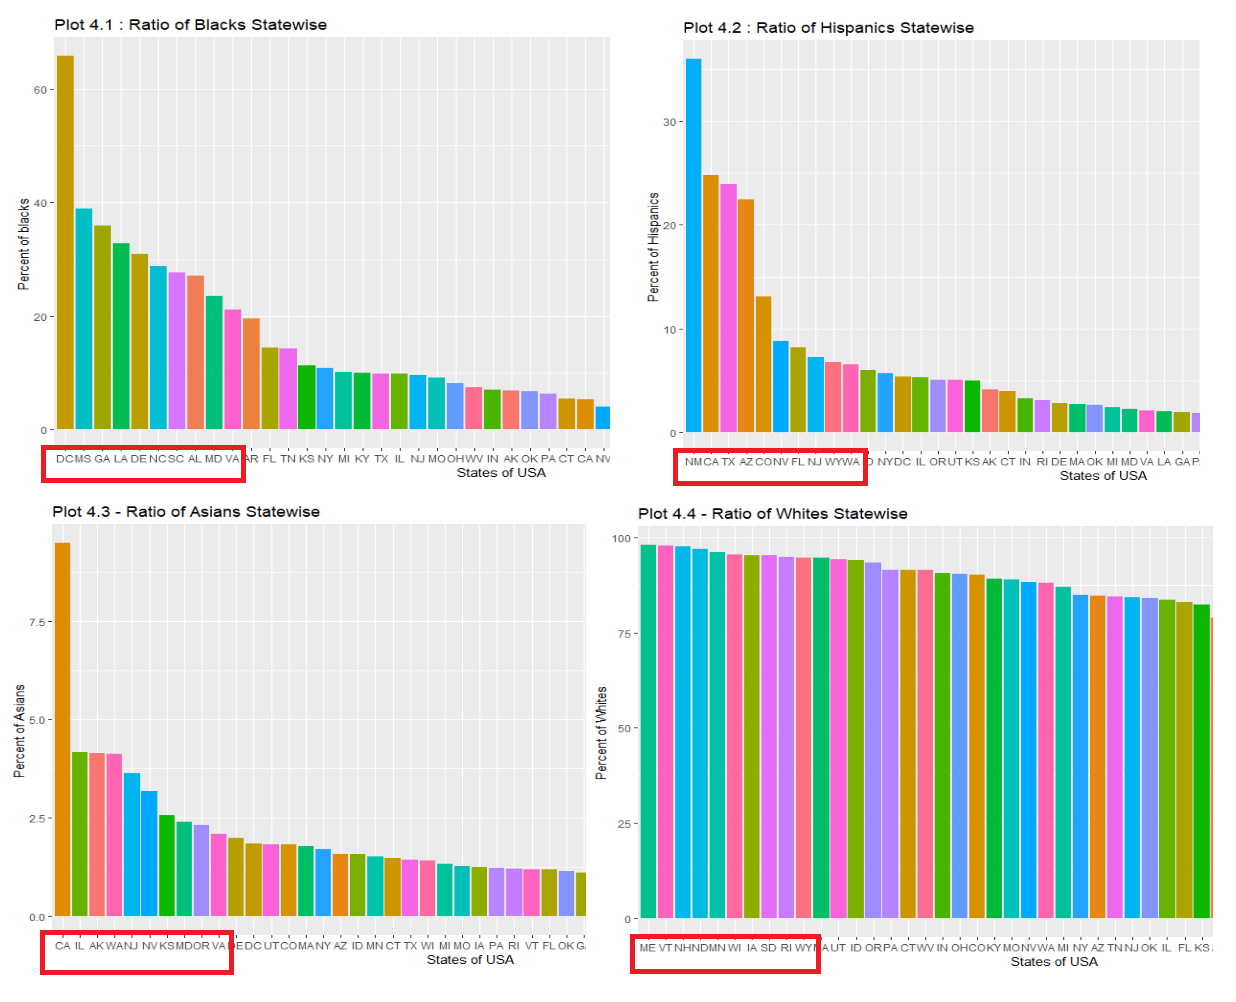 Plot 4.1 : Ratio of Blacks Statewise
Percent of blacks
60
40
20
0
DC MS GA LA DE NC SC AL MD VA AR FL TN KS NY MI KY TX IL NJ MO OH WV IN AK OK PA CT CA NV
States of USA
Plot 4.2 : Ratio of Hispanics Statewise
Percent of Hispanics
30
20
10
0
NM CA TX AZ CO NV FL NJ WY WA NY DC IL OR UT KS AK CT IN RI DE MA OK MI MD VA LA GA
States of USA
Plot 4.3 - Ratio of Asians Statewise
Percent of Asians
7.5
5.0
2.5
0.0
CA IL AK WA NJ NV KS MD OR VA DE DC UT CO MA NY AZ ID MN CT TX WI MI MO IA PA RI VT FL OK
States of USA
Plot 4.4 - Ratio of Whites Statewise
Percent of Whites
100
75
50
25
0
ME VT NH ND MN WI IA SD RI WY UT ID OR PA CT WV IN OH CO KY MO NV WA MI NY AZ TN NJ OK IL FL KS
States of USA